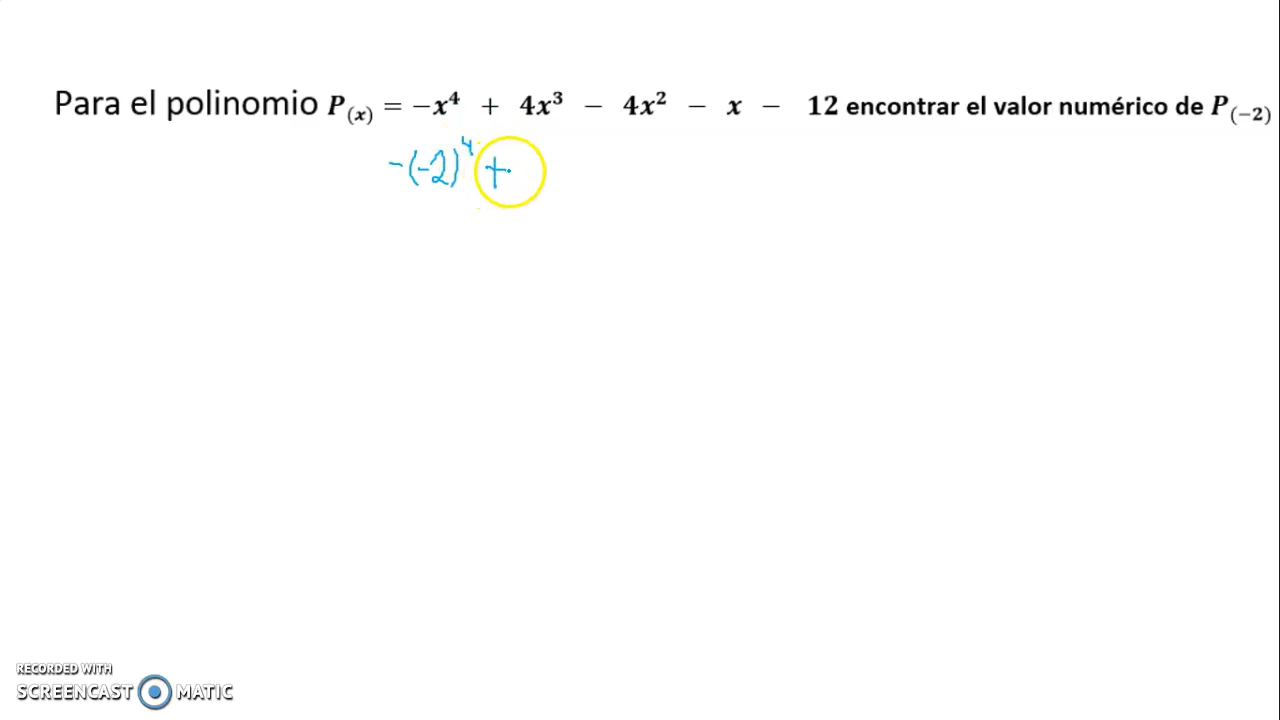 Para el polinomio P(x) = −x⁴ + 4x³ − 4x² − x − 12 encontrar el valor numérico de P(−2)
-(-2)⁴ +
RECORDED WITH
SCREENCAST MATIC